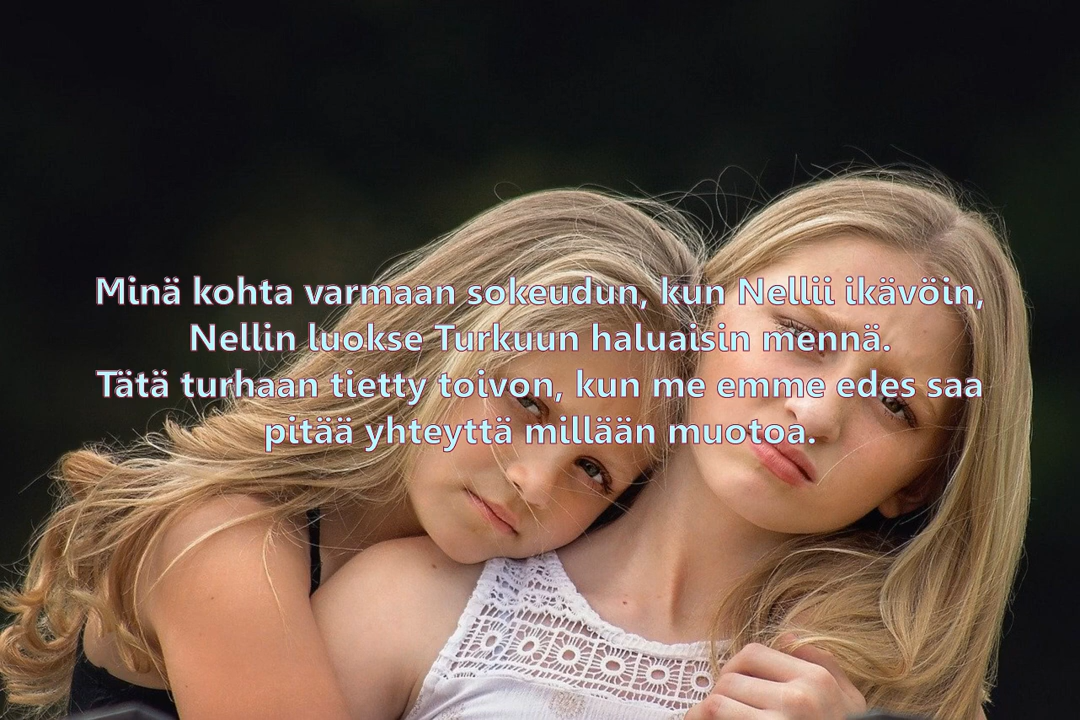 Minä kohta varmaan sokeudun, kun Nellii ikävöin,
Nellin luokse Turkuun haluaisin mennä.
Tätä turhaan tietty toivon, kun me emme edes saa
pitää yhteyttä millään muotoa.